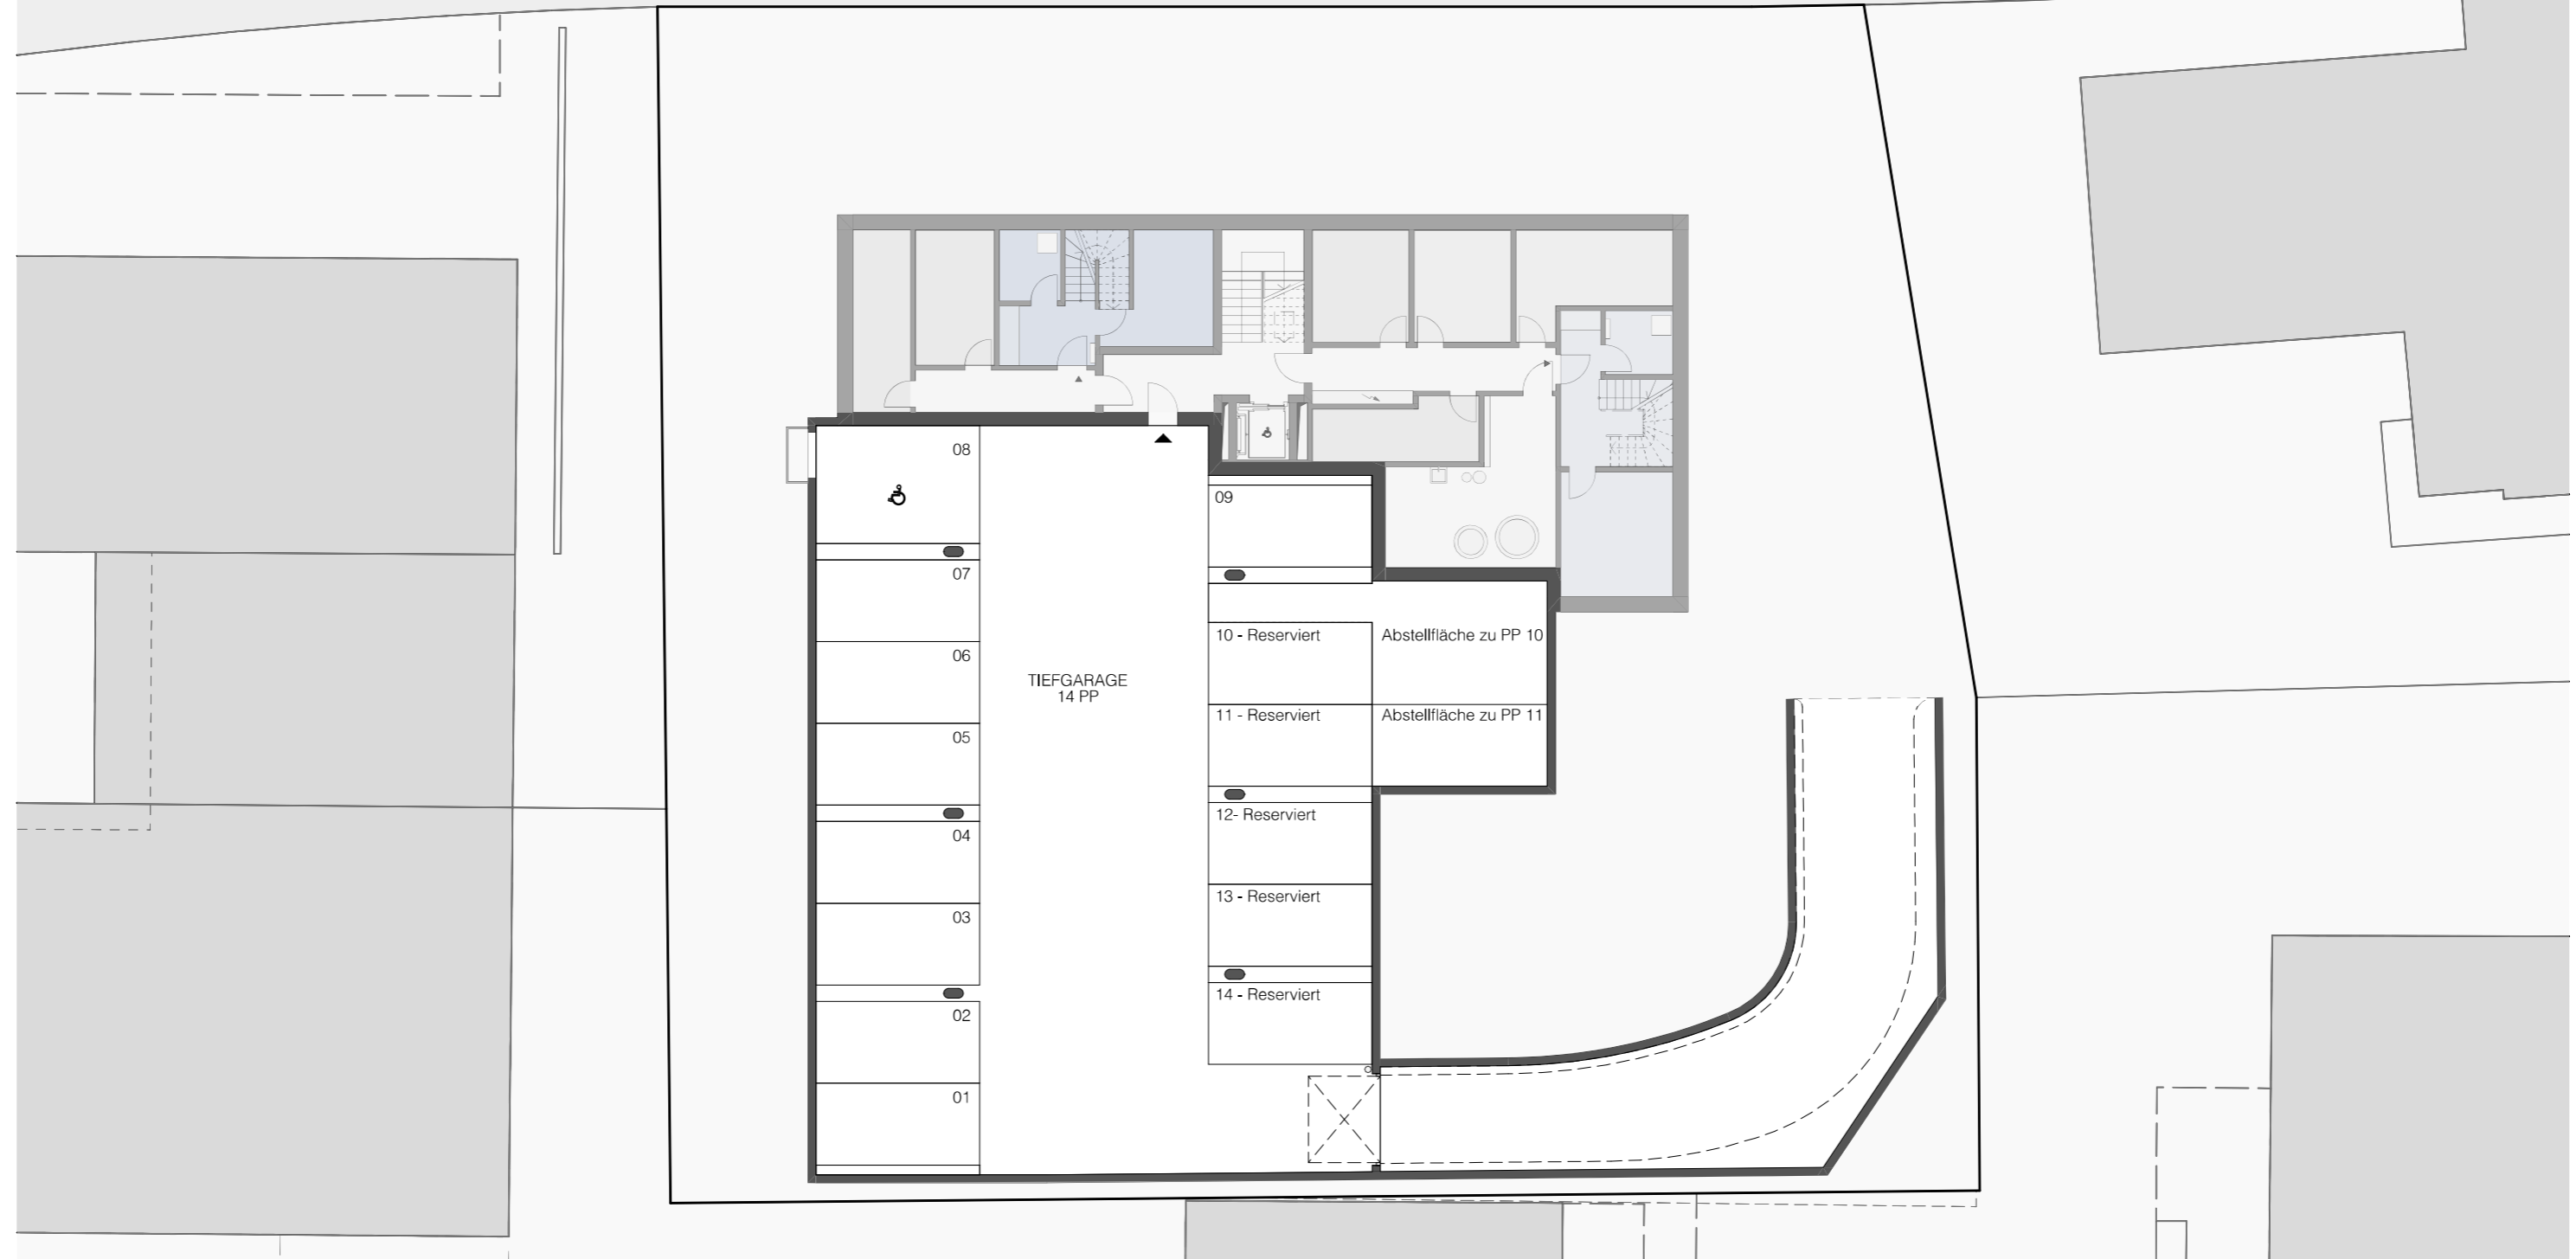 08
09
07
10 - Reserviert
Abstellfläche zu PP 10
06
TIEFGARAGE
14 PP
11 - Reserviert
Abstellfläche zu PP 11
05
12- Reserviert
04
13 - Reserviert
03
14 - Reserviert
02
01